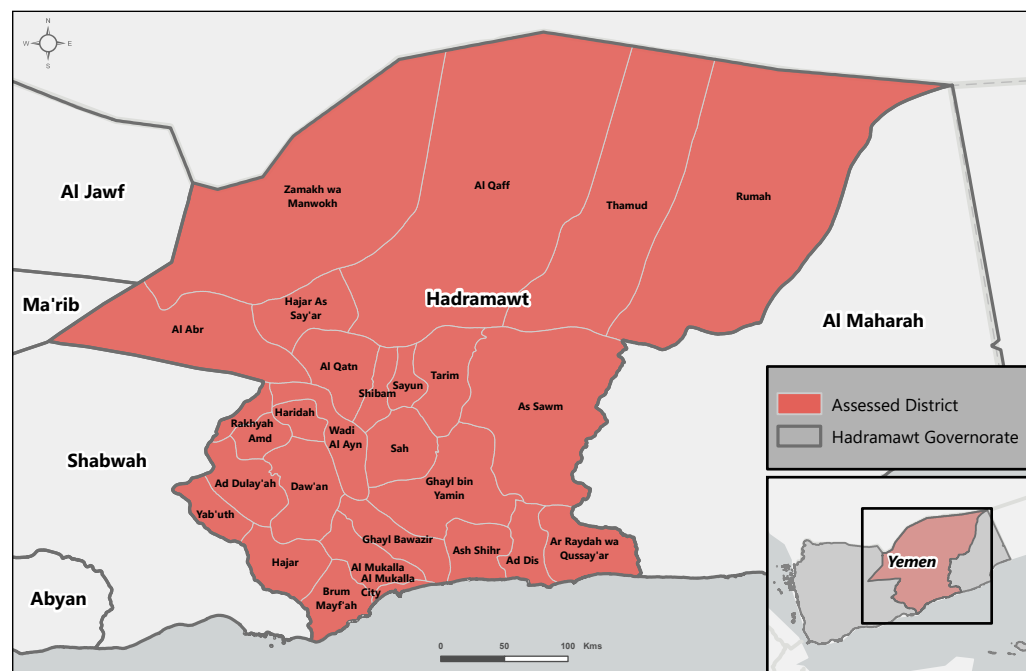 N
W E
S
Al Jawf
Zamakh wa
Manwokh
Al Qaff
Thamud
Rumah
Ma'rib
Hajar As
Say'ar
Hadramawt
Al Abr
Al Maharah
Al Qatn
Shibam
Sayun
Tarim
As Sawm
Haridah
Rakhyah
Amd
Wadi
Al Ayn
Sah
Shabwah
Ad Dulay'ah
Daw'an
Ghayl bin
Yamin
Yab'uth
Ghayl Bawazir
Ash Shihr
Ad Dis
Ar Raydah wa
Qussay'ar
Hajar
Al Mukalla
Al Mukalla
City
Brum
Mayf'ah
Abyan
Assessed District
Hadramawt Governorate
Yemen
0 50 100 Kms